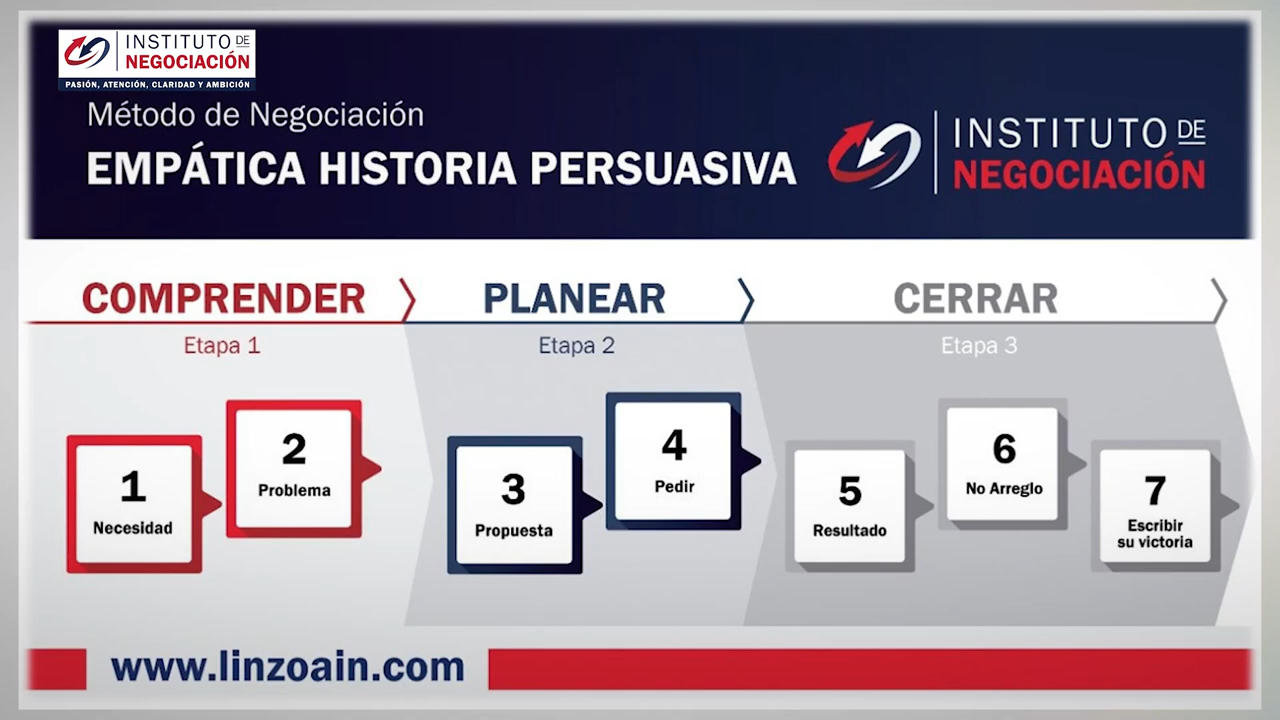 INSTITUTO DE
NEGOCIACIÓN
PASIÓN, ATENCIÓN, CLARIDAD Y AMBICIÓN
Método de Negociación
EMPÁTICA HISTORIA PERSUASIVA
INSTITUTO DE
NEGOCIACIÓN
COMPRENDER
Etapa 1
PLANEAR
Etapa 2
CERRAR
Etapa 3
1
Necesidad
2
Problema
3
Propuesta
4
Pedir
5
Resultado
6
No Arreglo
7
Escribir
su victoria
www.linzoain.com